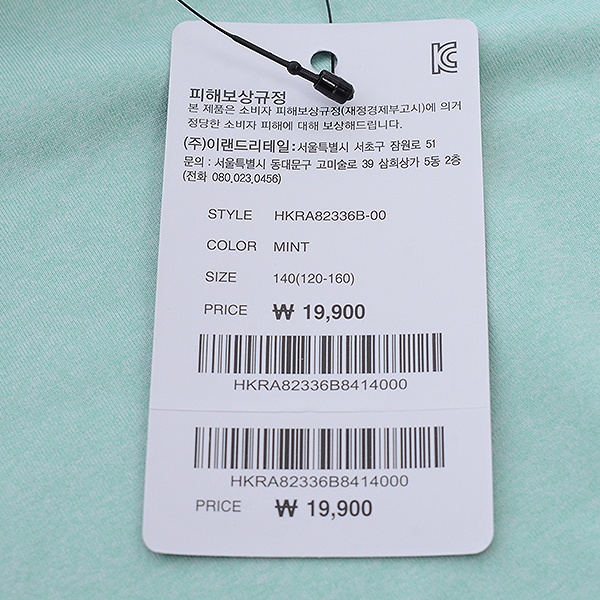 KC
피해보상규정
본 제품은 소비자 피해보상규정(재정경제부고시)에 의거
정당한 소비자 피해에 대해 보상해드립니다.
(주)이랜드리테일:서울특별시 서초구 잠원로 51
문의 : 서울특별시 동대문구 고미술로 39 삼희상가 5동 2층
(전화 080,023,0456)
STYLE HKRA82336B-00
COLOR MINT
SIZE 140(120-160)
PRICE ₩ 19,900
HKRA82336B8414000
HKRA82336B8414000
PRICE ₩ 19,900